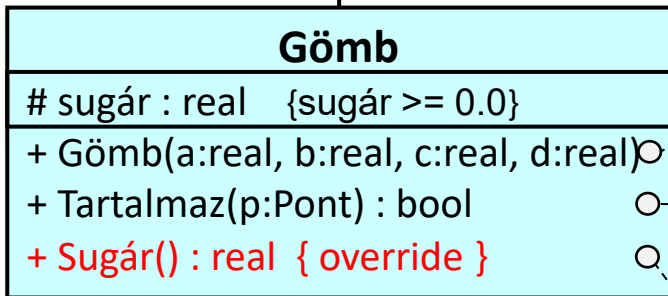 Gömb
# sugár : real {sugár >= 0.0}
+ Gömb(a:real, b:real, c:real, d:real)
+ Tartalmaz(p:Pont) : bool
+ Sugár() : real { override }